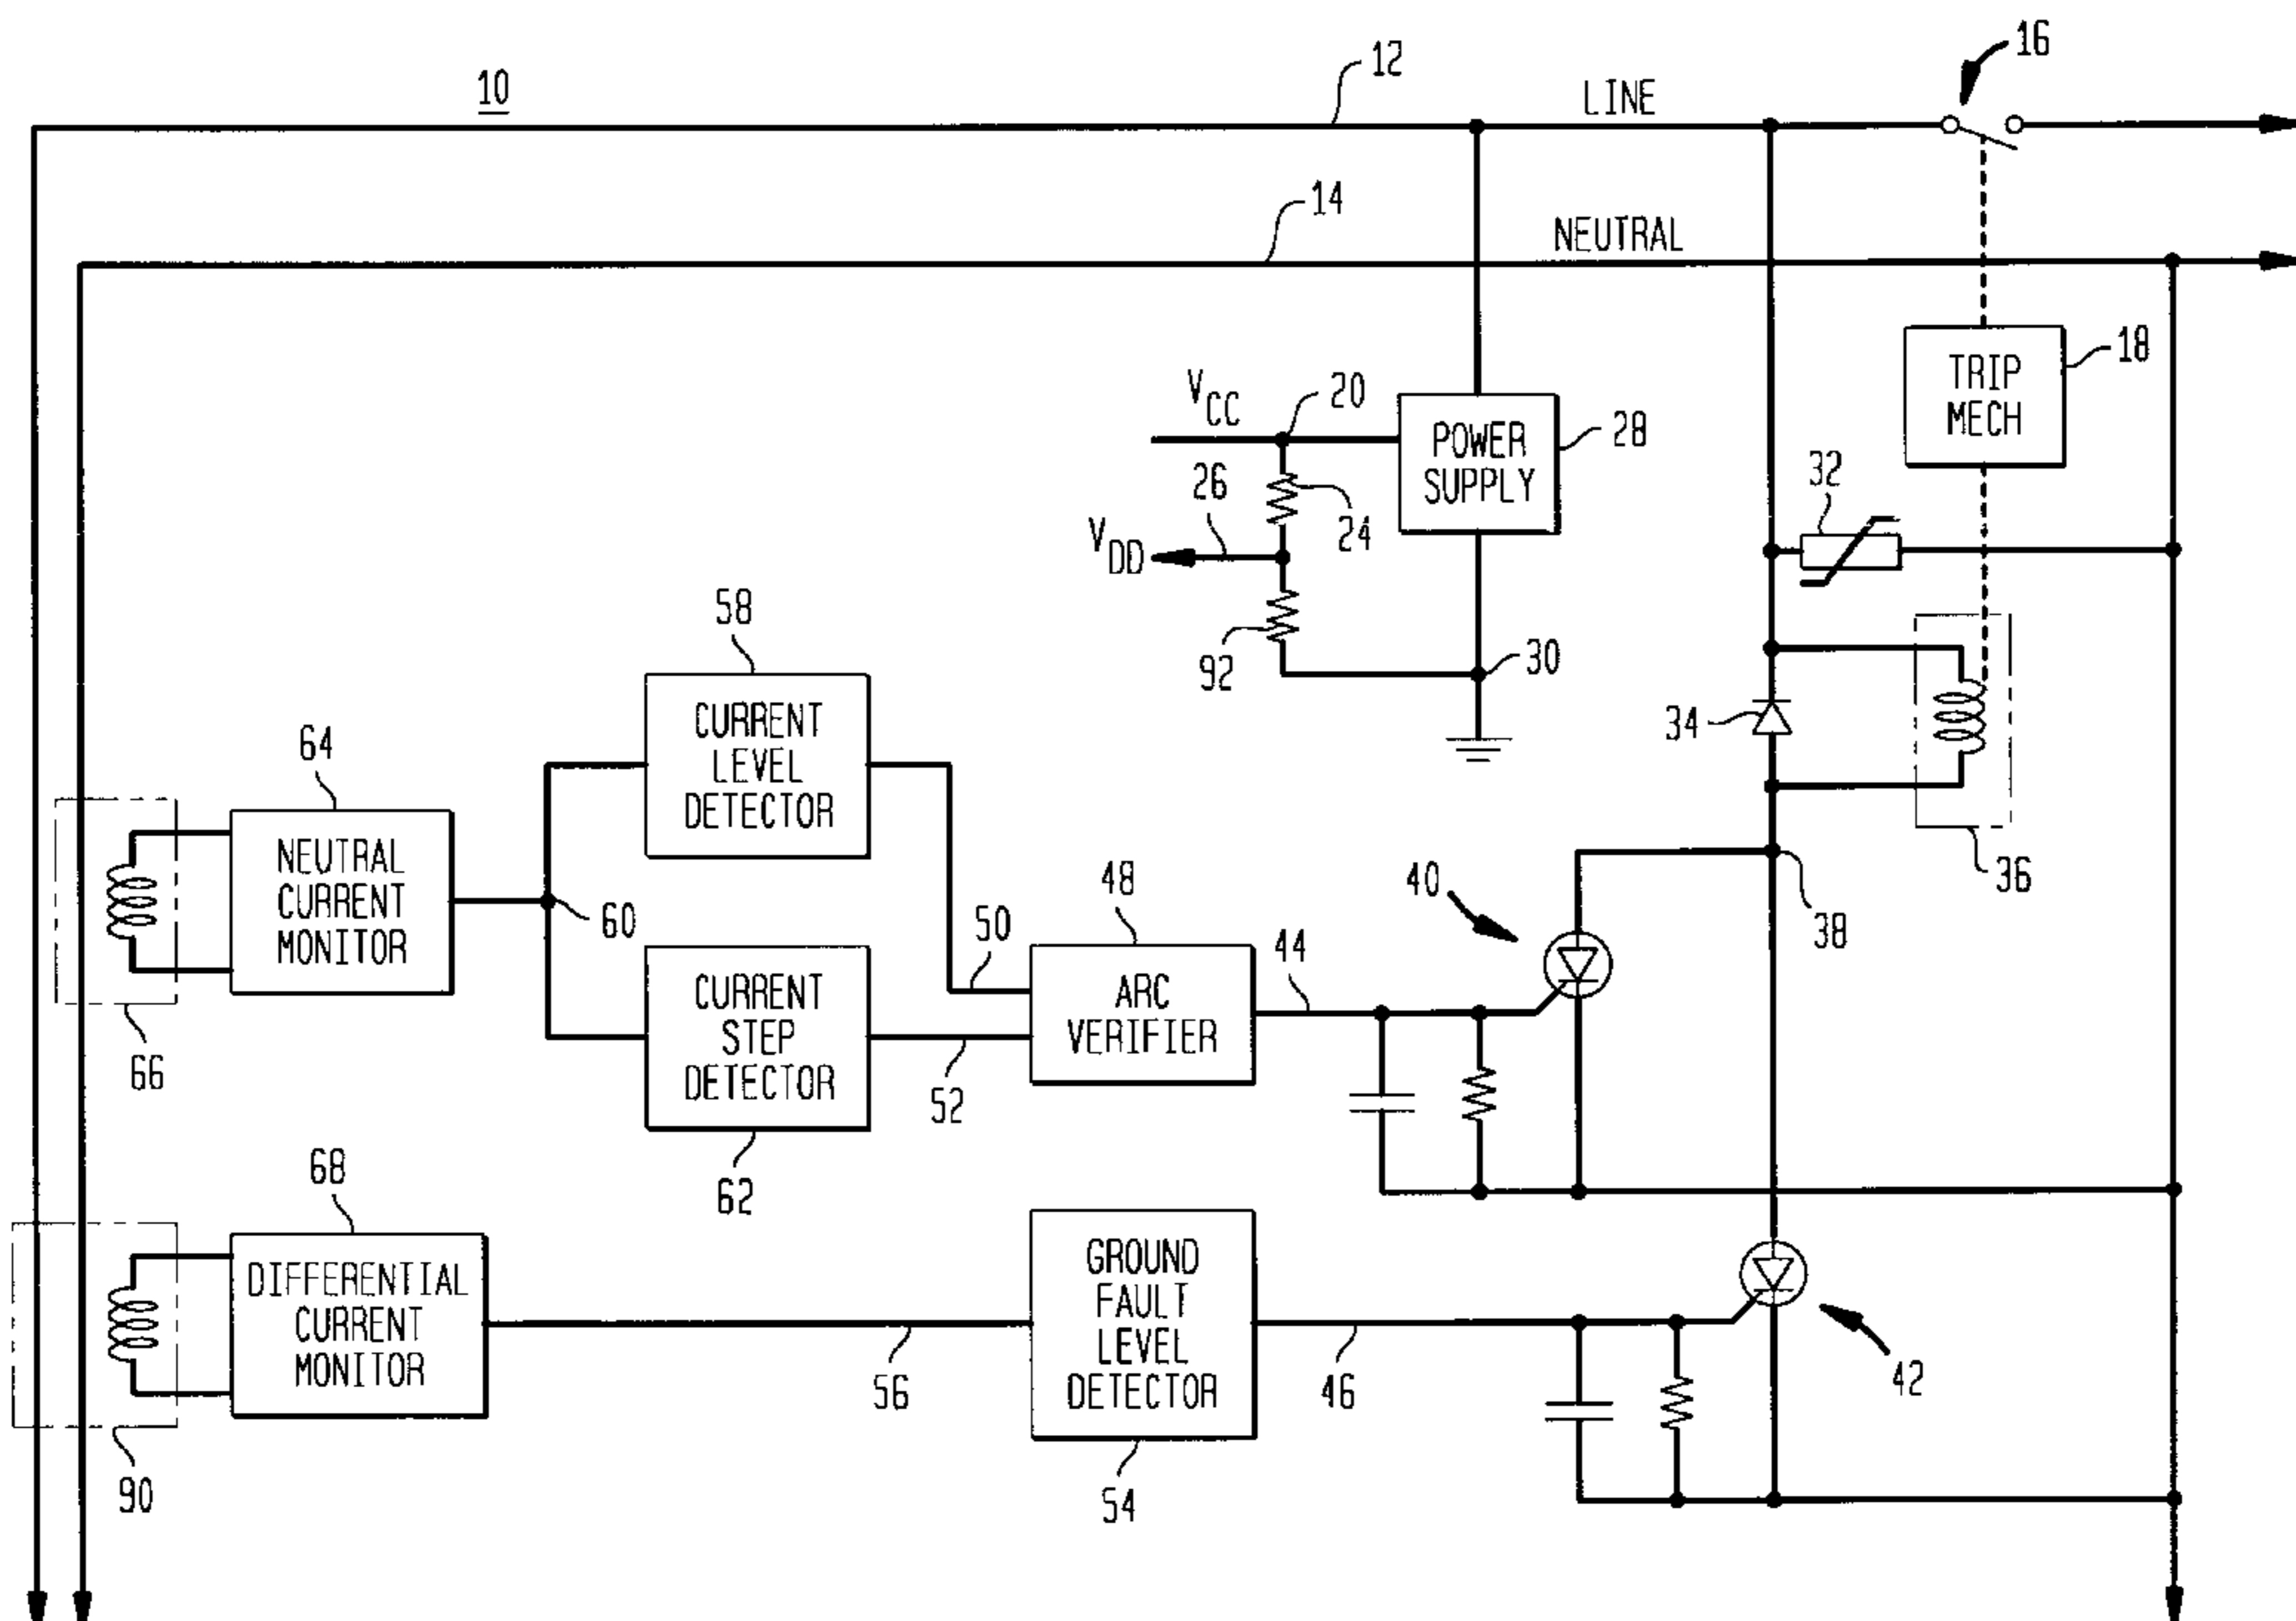 10
12
LINE
16
14
NEUTRAL
TRIP
MECH
18
VCC
20
POWER
SUPPLY
28
26
24
32
VDD
92
30
34
36
38
58
CURRENT
LEVEL
DETECTOR
64
NEUTRAL
CURRENT
MONITOR
60
66
50
48
ARC
VERIFIER
44
40
CURRENT
STEP
DETECTOR
52
62
68
DIFFERENTIAL
CURRENT
MONITOR
90
56
GROUND
FAULT
LEVEL
DETECTOR
54
46
42